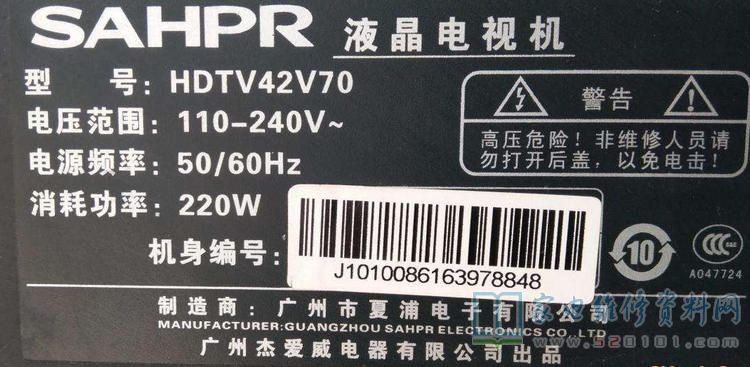 SAHPR 液晶电视机
型 号: HDTV42V70
电压范围: 110-240V~
电源频率: 50/60Hz
消耗功率: 220W
警告
高压危险! 非维修人员请
勿打开后盖, 以免电击!
机身编号:
J1010086163978848
10
CCC
S&E
A047724
制造商: 广州市夏浦电子有限公司
MANUFACTURER:GUANGZHOU SAHPR ELECTRONICS CO.,LTD
广州杰爱威电器有限公司出品
家电维修资料网
www.520101.com